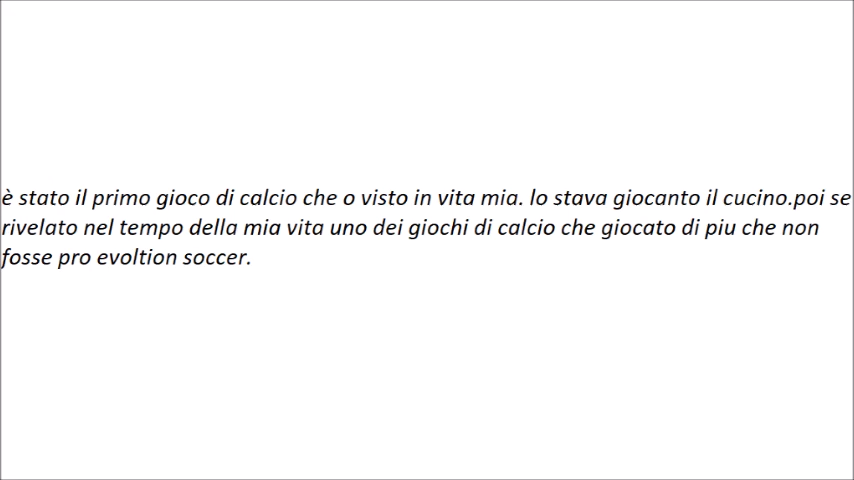 è stato il primo gioco di calcio che o visto in vita mia. lo stava giocanto il cucino.poi se
rivelato nel tempo della mia vita uno dei giochi di calcio che giocato di piu che non
fosse pro evoltion soccer.